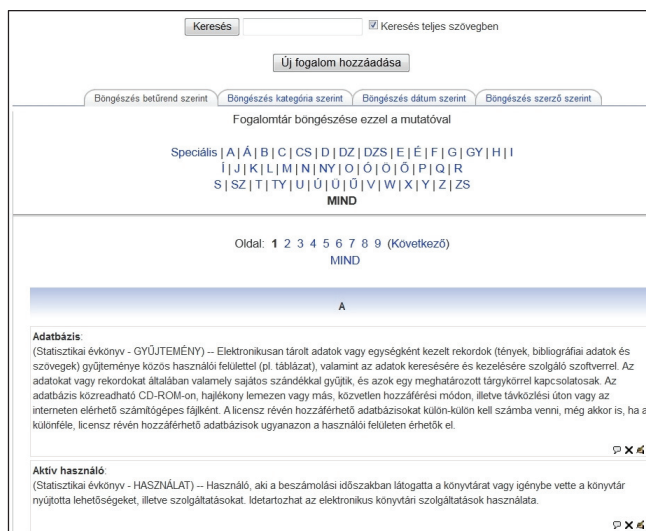 Keresés Keresés teljes szövegben
Új fogalom hozzáadása
Böngészés betűrend szerint Böngészés kategória szerint Böngészés dátum szerint Böngészés szerző szerint
Fogalomtár böngészése ezzel a mutatóval
Speciális | A | Á | B | C | CS | D | DZ | DZS | E | É | F | G | GY | H | I
Í | J | K | L | M | N | NY | O | Ó | Ö | Ő | P | Q | R
S | SZ | T | TY | U | Ú | Ü | Ű | V | W | X | Y | Z | ZS
MIND
Oldal: 1 2 3 4 5 6 7 8 9 (Következő)
MIND
A
Adatbázis:
(Statisztikai évkönyv - GYŰJTEMÉNY) -- Elektronikusan tárolt adatok vagy egységként kezelt rekordok (tények, bibliográfiai adatok és
szövegek) gyűjteménye közös használói felülettel (pl. táblázat), valamint az adatok keresésére és kezelésére szolgáló szoftverrel. Az
adatokat vagy rekordokat általában valamely sajátos szándékkal gyűjtik, és azok egy meghatározott tárgykörrel kapcsolatosak. Az
adatbázis közreadható CD-ROM-on, hajlékony lemezen vagy más, közvetlen hozzáférési módon, illetve távközlési úton vagy az
interneten elérhető számítógépes fájlként. A licensz révén hozzáférhető adatbázisokat külön-külön kell számba venni, még akkor is, ha a
különféle, licensz révén hozzáférhető adatbázisok ugyanazon a használói felületen érhetők el.
Aktív használó:
(Statisztikai évkönyv - HASZNÁLAT) -- Használó, aki a beszámolási időszakban látogatta a könyvtárat vagy igénybe vette a könyvtár
nyújtotta lehetőségeket, illetve szolgáltatásokat. Idetartozhat az elektronikus könyvtári szolgáltatások használata.